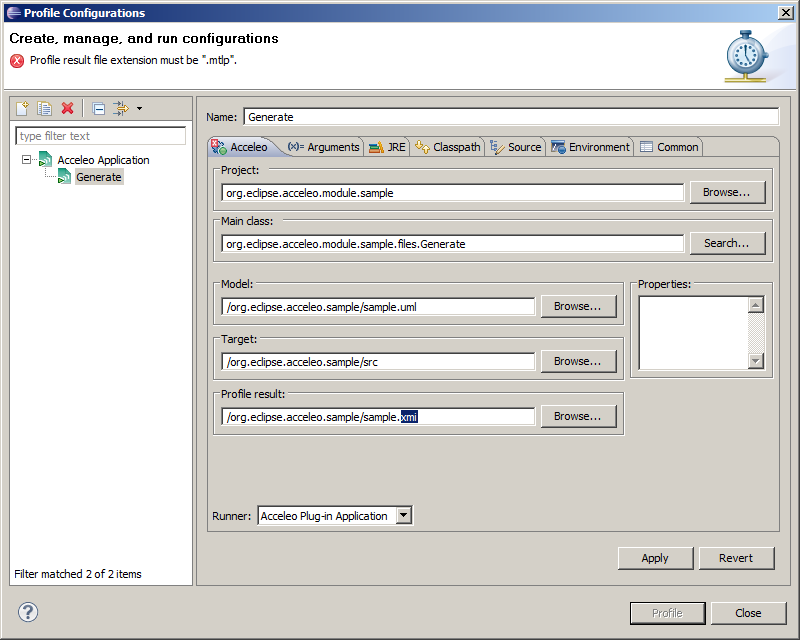 Profile Configurations
Create, manage, and run configurations
Profile result file extension must be ".mtlp".
type filter text
Acceleo Application
Generate
Filter matched 2 of 2 items
Name: Generate
Acceleo (x)= Arguments JRE Classpath Source Environment Common
Project:
org.eclipse.acceleo.module.sample Browse...
Main class:
org.eclipse.acceleo.module.sample.files.Generate Search...
Model:
/org.eclipse.acceleo.sample/sample.uml Browse...
Properties:
Target:
/org.eclipse.acceleo.sample/src Browse...
Profile result:
/org.eclipse.acceleo.sample/sample.xmi Browse...
Runner: Acceleo Plug-in Application
Apply Revert
? Profile Close